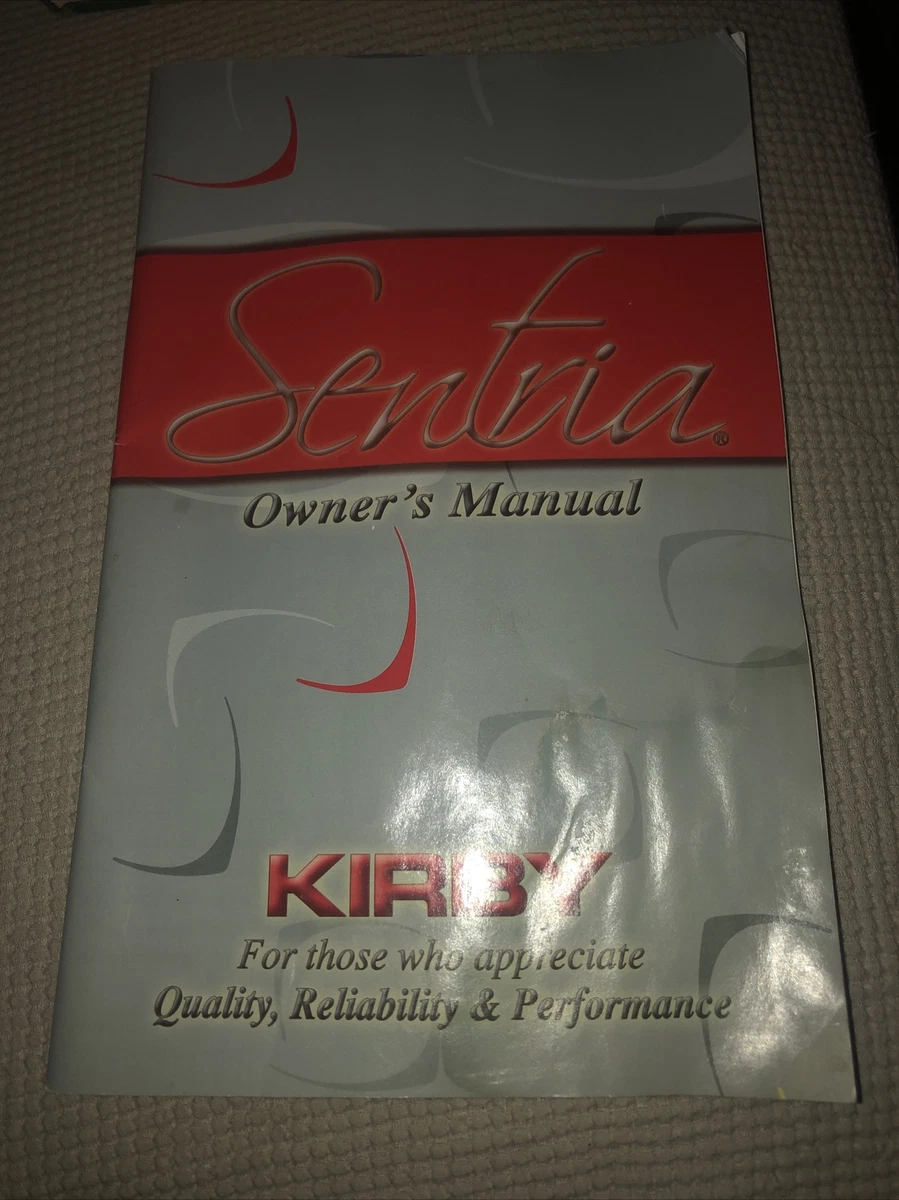 Sentria®
Owner's Manual
KIRBY
For those who appreciate
Quality, Reliability & Performance